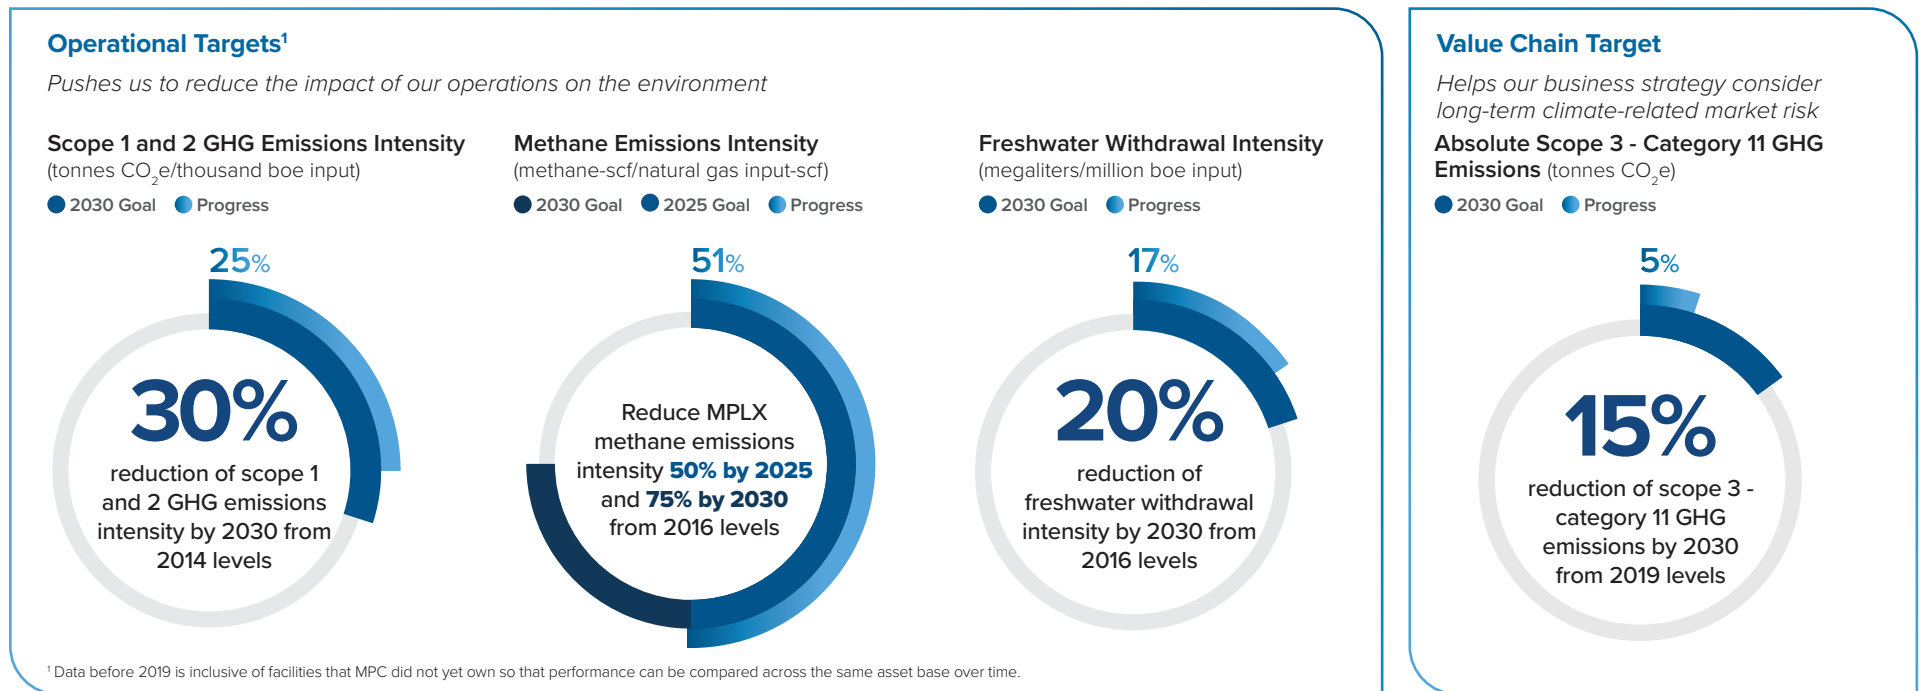 Operational Targets¹
Pushes us to reduce the impact of our operations on the environment
Scope 1 and 2 GHG Emissions Intensity
(tonnes CO₂e/thousand boe input)
2030 Goal Progress
25%
30%
reduction of scope 1
and 2 GHG emissions
intensity by 2030 from
2014 levels
Methane Emissions Intensity
(methane-scf/natural gas input-scf)
2030 Goal 2025 Goal Progress
51%
Reduce MPLX
methane emissions
intensity 50% by 2025
and 75% by 2030
from 2016 levels
Freshwater Withdrawal Intensity
(megaliters/million boe input)
2030 Goal Progress
17%
20%
reduction of
freshwater withdrawal
intensity by 2030 from
2016 levels
¹ Data before 2019 is inclusive of facilities that MPC did not yet own so that performance can be compared across the same asset base over time.
Value Chain Target
Helps our business strategy consider
long-term climate-related market risk
Absolute Scope 3 - Category 11 GHG
Emissions (tonnes CO₂e)
2030 Goal Progress
5%
15%
reduction of scope 3 -
category 11 GHG
emissions by 2030
from 2019 levels